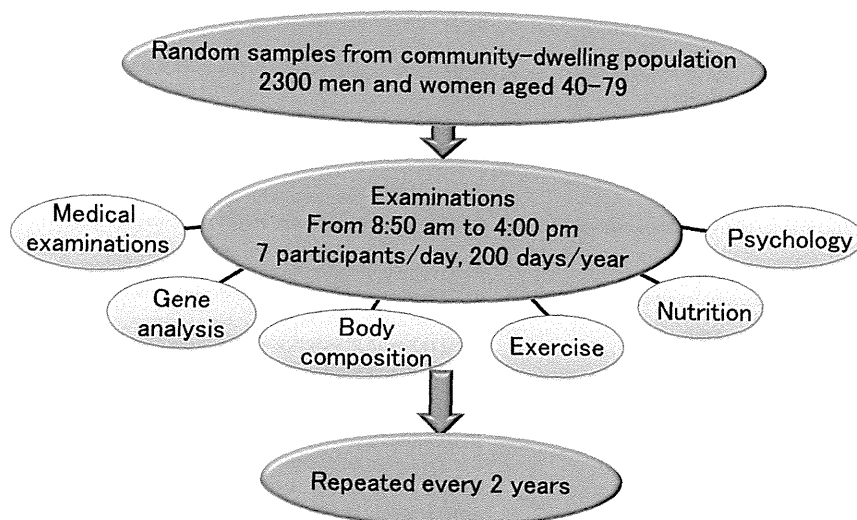 Random samples from community-dwelling population
2300 men and women aged 40-79
Examinations
From 8:50 am to 4:00 pm
7 participants/day, 200 days/year
Medical
examinations
Gene
analysis
Body
composition
Exercise
Nutrition
Psychology
Repeated every 2 years